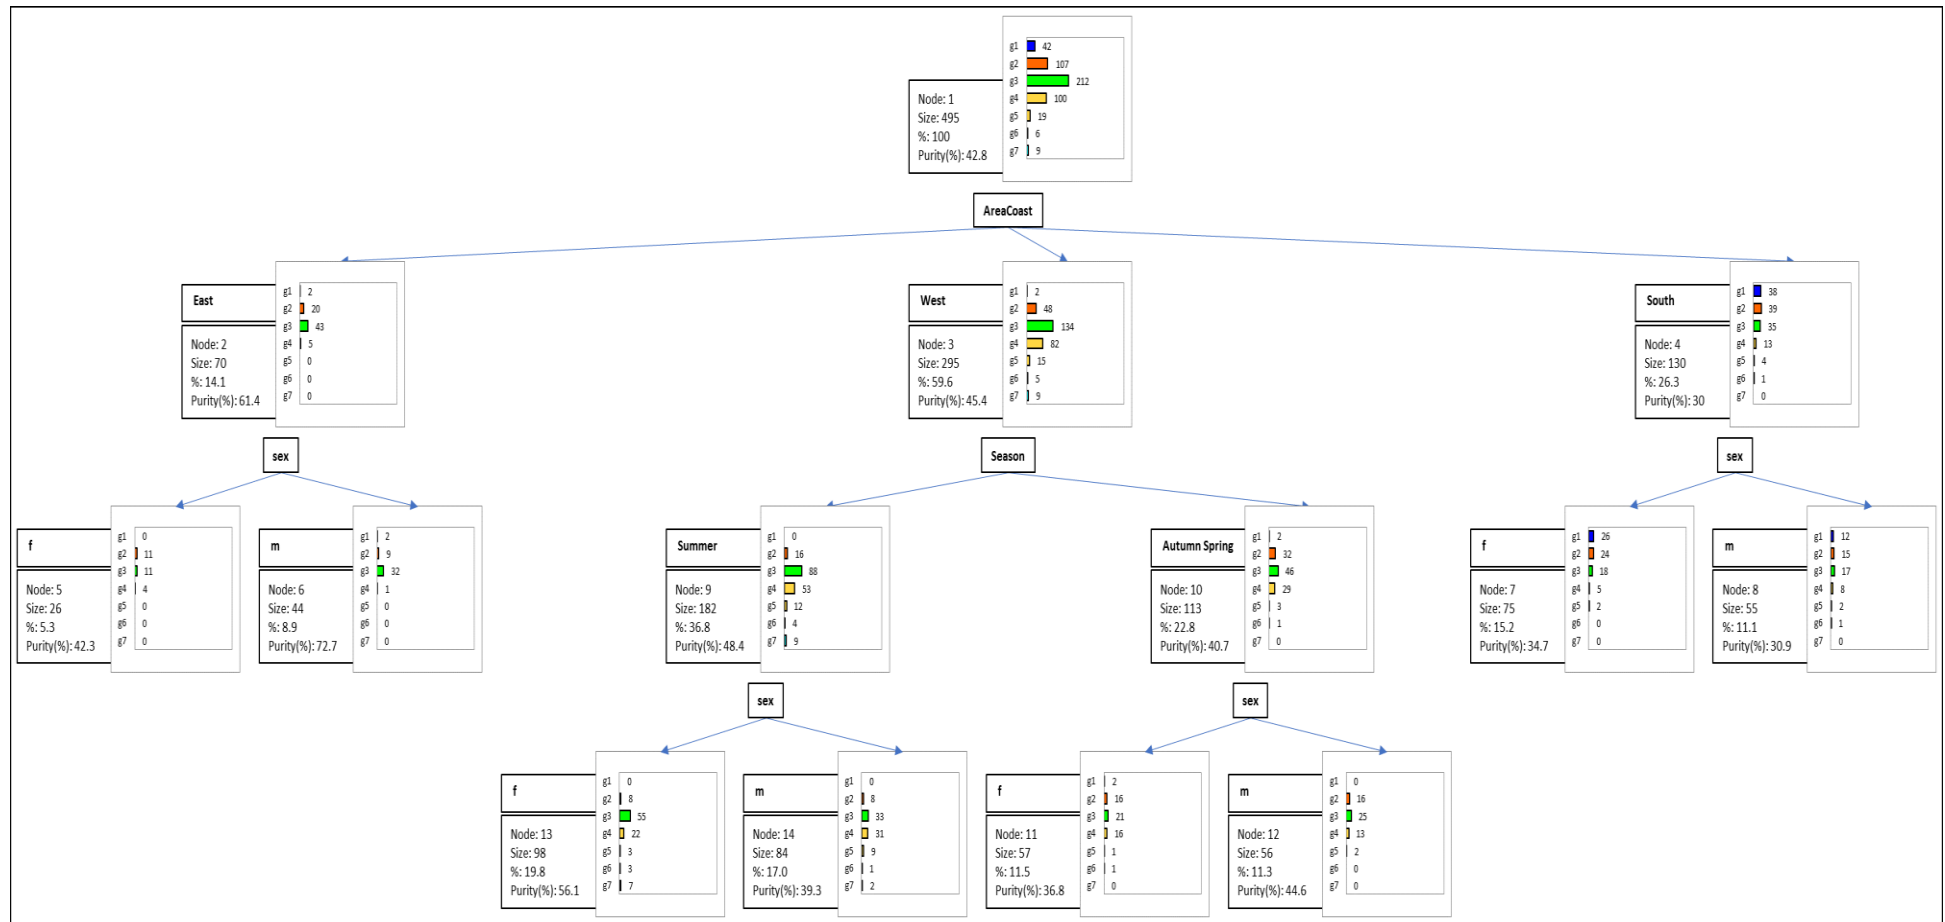 g1 42
g2 107
g3 212
g4 100
g5 19
g6 6
g7 9
Node: 1
Size: 495
%: 100
Purity(%): 42.8
AreaCoast
East
g1 2
g2 20
g3 43
g4 5
g5 0
g6 0
g7 0
Node: 2
Size: 70
%: 14.1
Purity(%): 61.4
West
g1 2
g2 48
g3 134
g4 82
g5 15
g6 5
g7 9
Node: 3
Size: 295
%: 59.6
Purity(%): 45.4
South
g1 38
g2 39
g3 35
g4 13
g5 4
g6 1
g7 0
Node: 4
Size: 130
%: 26.3
Purity(%): 30
sex
Season
sex
f
g1 0
g2 11
g3 11
g4 4
g5 0
g6 0
g7 0
Node: 5
Size: 26
%: 5.3
Purity(%): 42.3
m
g1 2
g2 9
g3 32
g4 1
g5 0
g6 0
g7 0
Node: 6
Size: 44
%: 8.9
Purity(%): 72.7
Summer
g1 0
g2 16
g3 88
g4 53
g5 12
g6 4
g7 9
Node: 9
Size: 182
%: 36.8
Purity(%): 48.4
Autumn Spring
g1 2
g2 32
g3 46
g4 29
g5 3
g6 1
g7 0
Node: 10
Size: 113
%: 22.8
Purity(%): 40.7
f
g1 26
g2 24
g3 18
g4 5
g5 2
g6 0
g7 0
Node: 7
Size: 75
%: 15.2
Purity(%): 34.7
m
g1 12
g2 15
g3 17
g4 8
g5 2
g6 1
g7 0
Node: 8
Size: 55
%: 11.1
Purity(%): 30.9
sex
sex
f
g1 0
g2 8
g3 55
g4 22
g5 3
g6 3
g7 7
Node: 13
Size: 98
%: 19.8
Purity(%): 56.1
m
g1 0
g2 8
g3 33
g4 31
g5 9
g6 1
g7 2
Node: 14
Size: 84
%: 17.0
Purity(%): 39.3
f
g1 2
g2 16
g3 21
g4 16
g5 1
g6 1
g7 0
Node: 11
Size: 57
%: 11.5
Purity(%): 36.8
m
g1 0
g2 16
g3 25
g4 13
g5 2
g6 0
g7 0
Node: 12
Size: 56
%: 11.3
Purity(%): 44.6